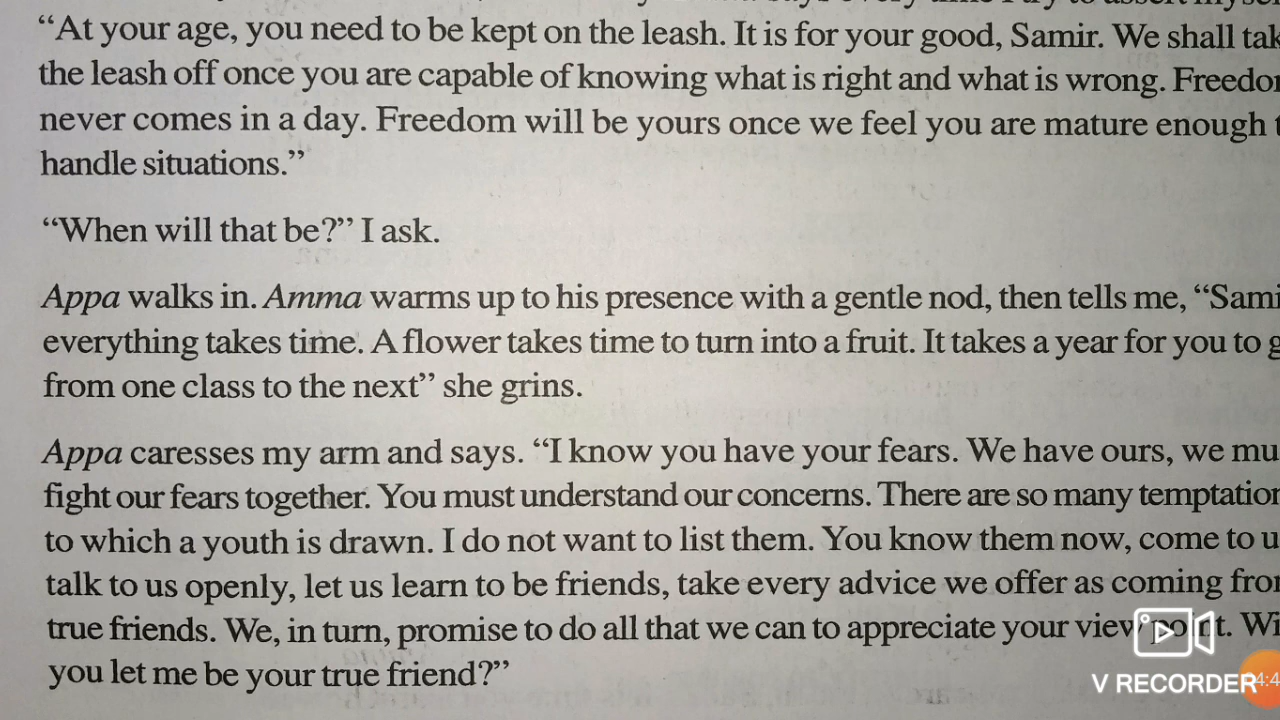 every time I try to assert
“At your age, you need to be kept on the leash. It is for your good, Samir. We shall tak
the leash off once you are capable of knowing what is right and what is wrong. Freedo
never comes in a day. Freedom will be yours once we feel you are mature enough t
handle situations.”
“When will that be?” I ask.
Appa walks in. Amma warms up to his presence with a gentle nod, then tells me, “Sami
everything takes time. A flower takes time to turn into a fruit. It takes a year for you to g
from one class to the next” she grins.
Appa caresses my arm and says. “I know you have your fears. We have ours, we mu
fight our fears together. You must understand our concerns. There are so many temptation
to which a youth is drawn. I do not want to list them. You know them now, come to u
talk to us openly, let us learn to be friends, take every advice we offer as coming fro
true friends. We, in turn, promise to do all that we can to appreciate your view point. Wi
you let me be your true friend?”
V RECORDER